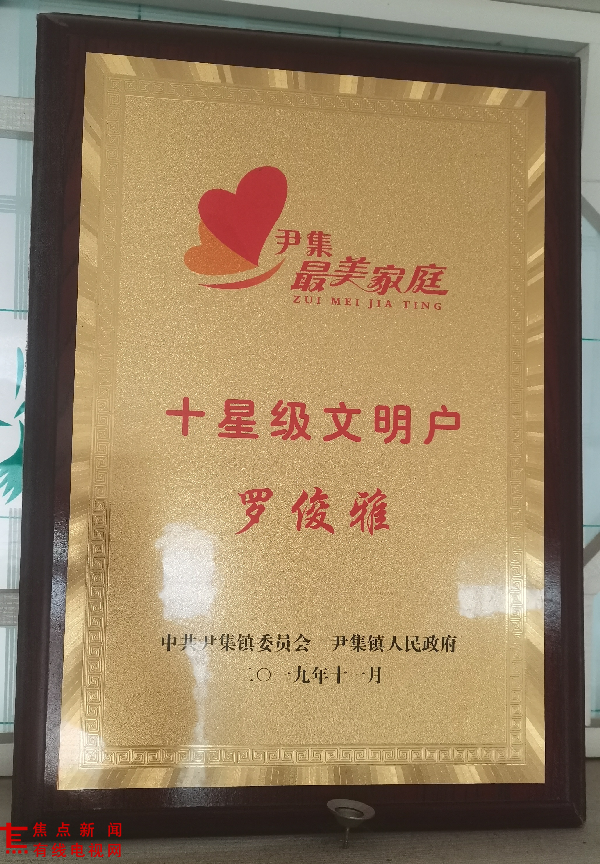 尹集
最美家庭
ZUI MEI JIA TING
十星级文明户
罗俊雅
中共尹集镇委员会 尹集镇人民政府
二〇一九年十一月
焦点新闻
有线电视网